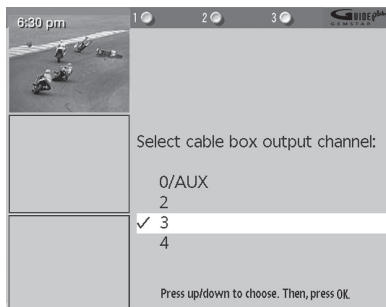 6:30 pm
1 2 3 GUIDE Plus+
GEMSTAR
Select cable box output channel:
0/AUX
2
✓ 3
4
Press up/down to choose. Then, press OK.